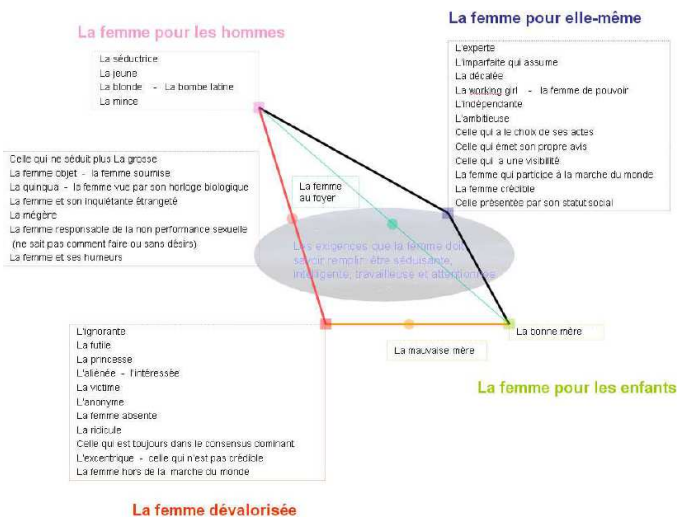 La femme pour les hommes
La femme pour elle-même
La séductrice
La jeune
La blonde - La bombe latine
La mince
L'experte
L'imparfaite qui assume
La décalée
La working girl - la femme de pouvoir
L'indépendante
L'ambitieuse
Celle qui a le choix de ses actes
Celle qui émet son propre avis
Celle qui a une visibilité
La femme qui participe à la marche du monde
La femme crédible
Celle présentée par son statut social
Celle qui ne séduit plus La grosse
La femme objet - la femme soumise
La quinqua - la femme vue par son horloge biologique
La femme et son inquiétante étrangeté
La mégère
La femme responsable de la non performance sexuelle
(ne sait pas comment faire ou sans désirs)
La femme et ses humeurs
La femme
au foyer
Les exigences que la femme doit
savoir remplir: être séduisante,
intelligente, travailleuse et attentionnée
L'ignorante
La futile
La princesse
L'aliénée - l'intéressée
La victime
L'anonyme
La femme absente
La ridicule
Celle qui est toujours dans le consensus dominant
L'excentrique - celle qui n'est pas crédible
La femme hors de la marche du monde
La bonne mère
La mauvaise mère
La femme pour les enfants
La femme dévalorisée